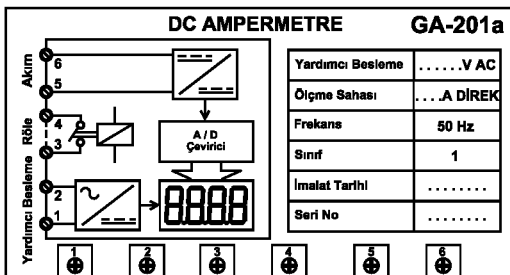 DC AMPERMETRE GA-201a
Akım
6
5
Röle
4
3
Yardımcı Besleme
2
1
A / D
Çevirici
8888
Yardımcı Besleme ......V AC
Ölçme Sahası ....A DİREK
Frekans 50 Hz
Sınıf 1
İmalat Tarihi ........
Seri No ........
1 2 3 4 5 6